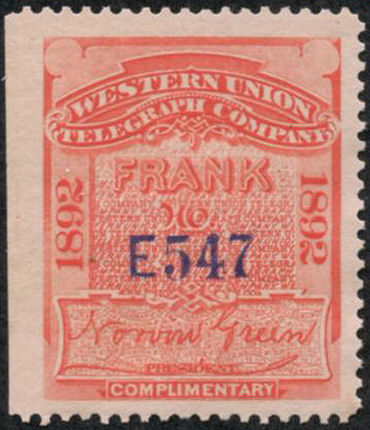 WESTERN UNION
TELEGRAPH COMPANY
1892
FRANK
No
1892
E547
Norvin Green
PRESIDENT
COMPLIMENTARY